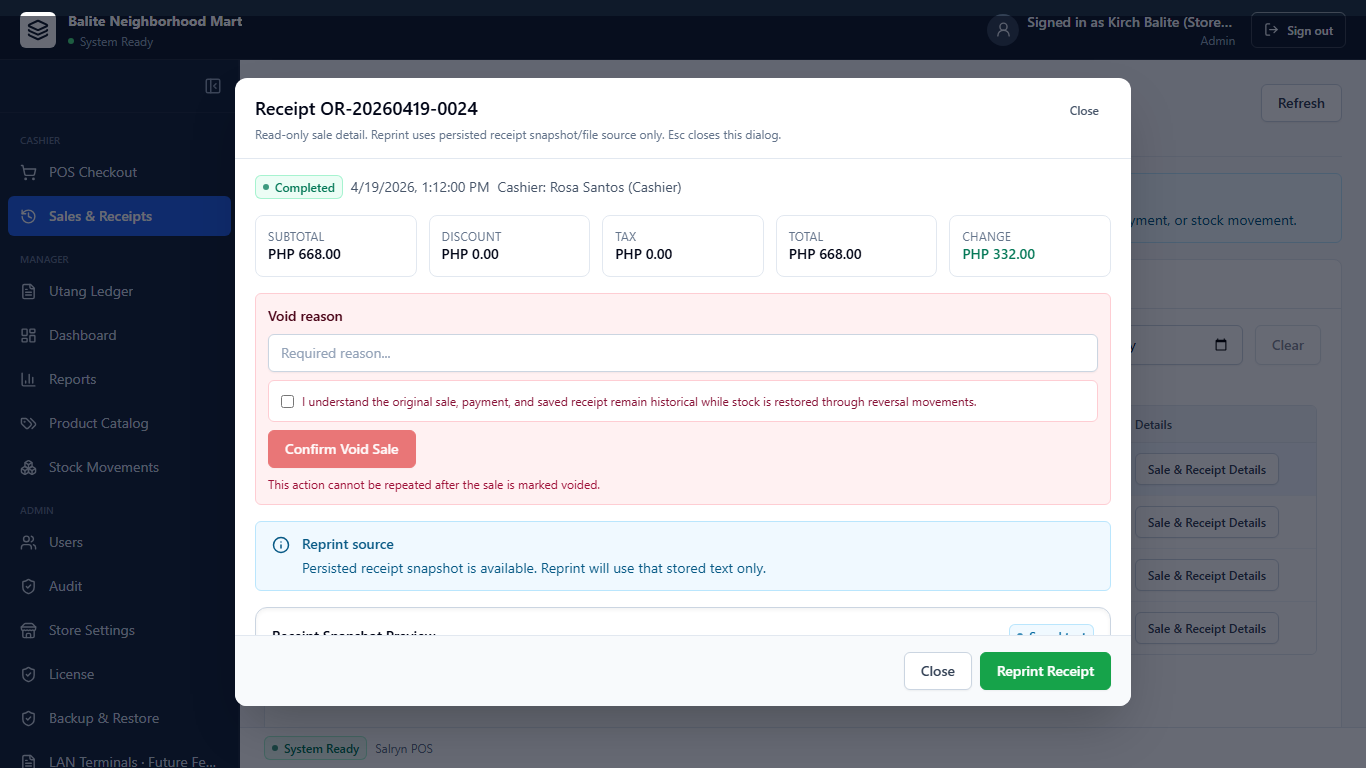 Balite Neighborhood Mart
System Ready
Signed in as Kirch Balite (Store...
Admin
Sign out
CASHIER
POS Checkout
Sales & Receipts
MANAGER
Utang Ledger
Dashboard
Reports
Product Catalog
Stock Movements
ADMIN
Users
Audit
Store Settings
License
Backup & Restore
LAN Terminals · Future Fe...
Refresh
yment, or stock movement.
y
Clear
Details
Sale & Receipt Details
Sale & Receipt Details
Sale & Receipt Details
Sale & Receipt Details
Receipt OR-20260419-0024
Close
Read-only sale detail. Reprint uses persisted receipt snapshot/file source only. Esc closes this dialog.
Completed 4/19/2026, 1:12:00 PM Cashier: Rosa Santos (Cashier)
SUBTOTAL
PHP 668.00
DISCOUNT
PHP 0.00
TAX
PHP 0.00
TOTAL
PHP 668.00
CHANGE
PHP 332.00
Void reason
Required reason...
I understand the original sale, payment, and saved receipt remain historical while stock is restored through reversal movements.
Confirm Void Sale
This action cannot be repeated after the sale is marked voided.
Reprint source
Persisted receipt snapshot is available. Reprint will use that stored text only.
Receipt Snapshot Preview
Close
Reprint Receipt
System Ready
Salryn POS